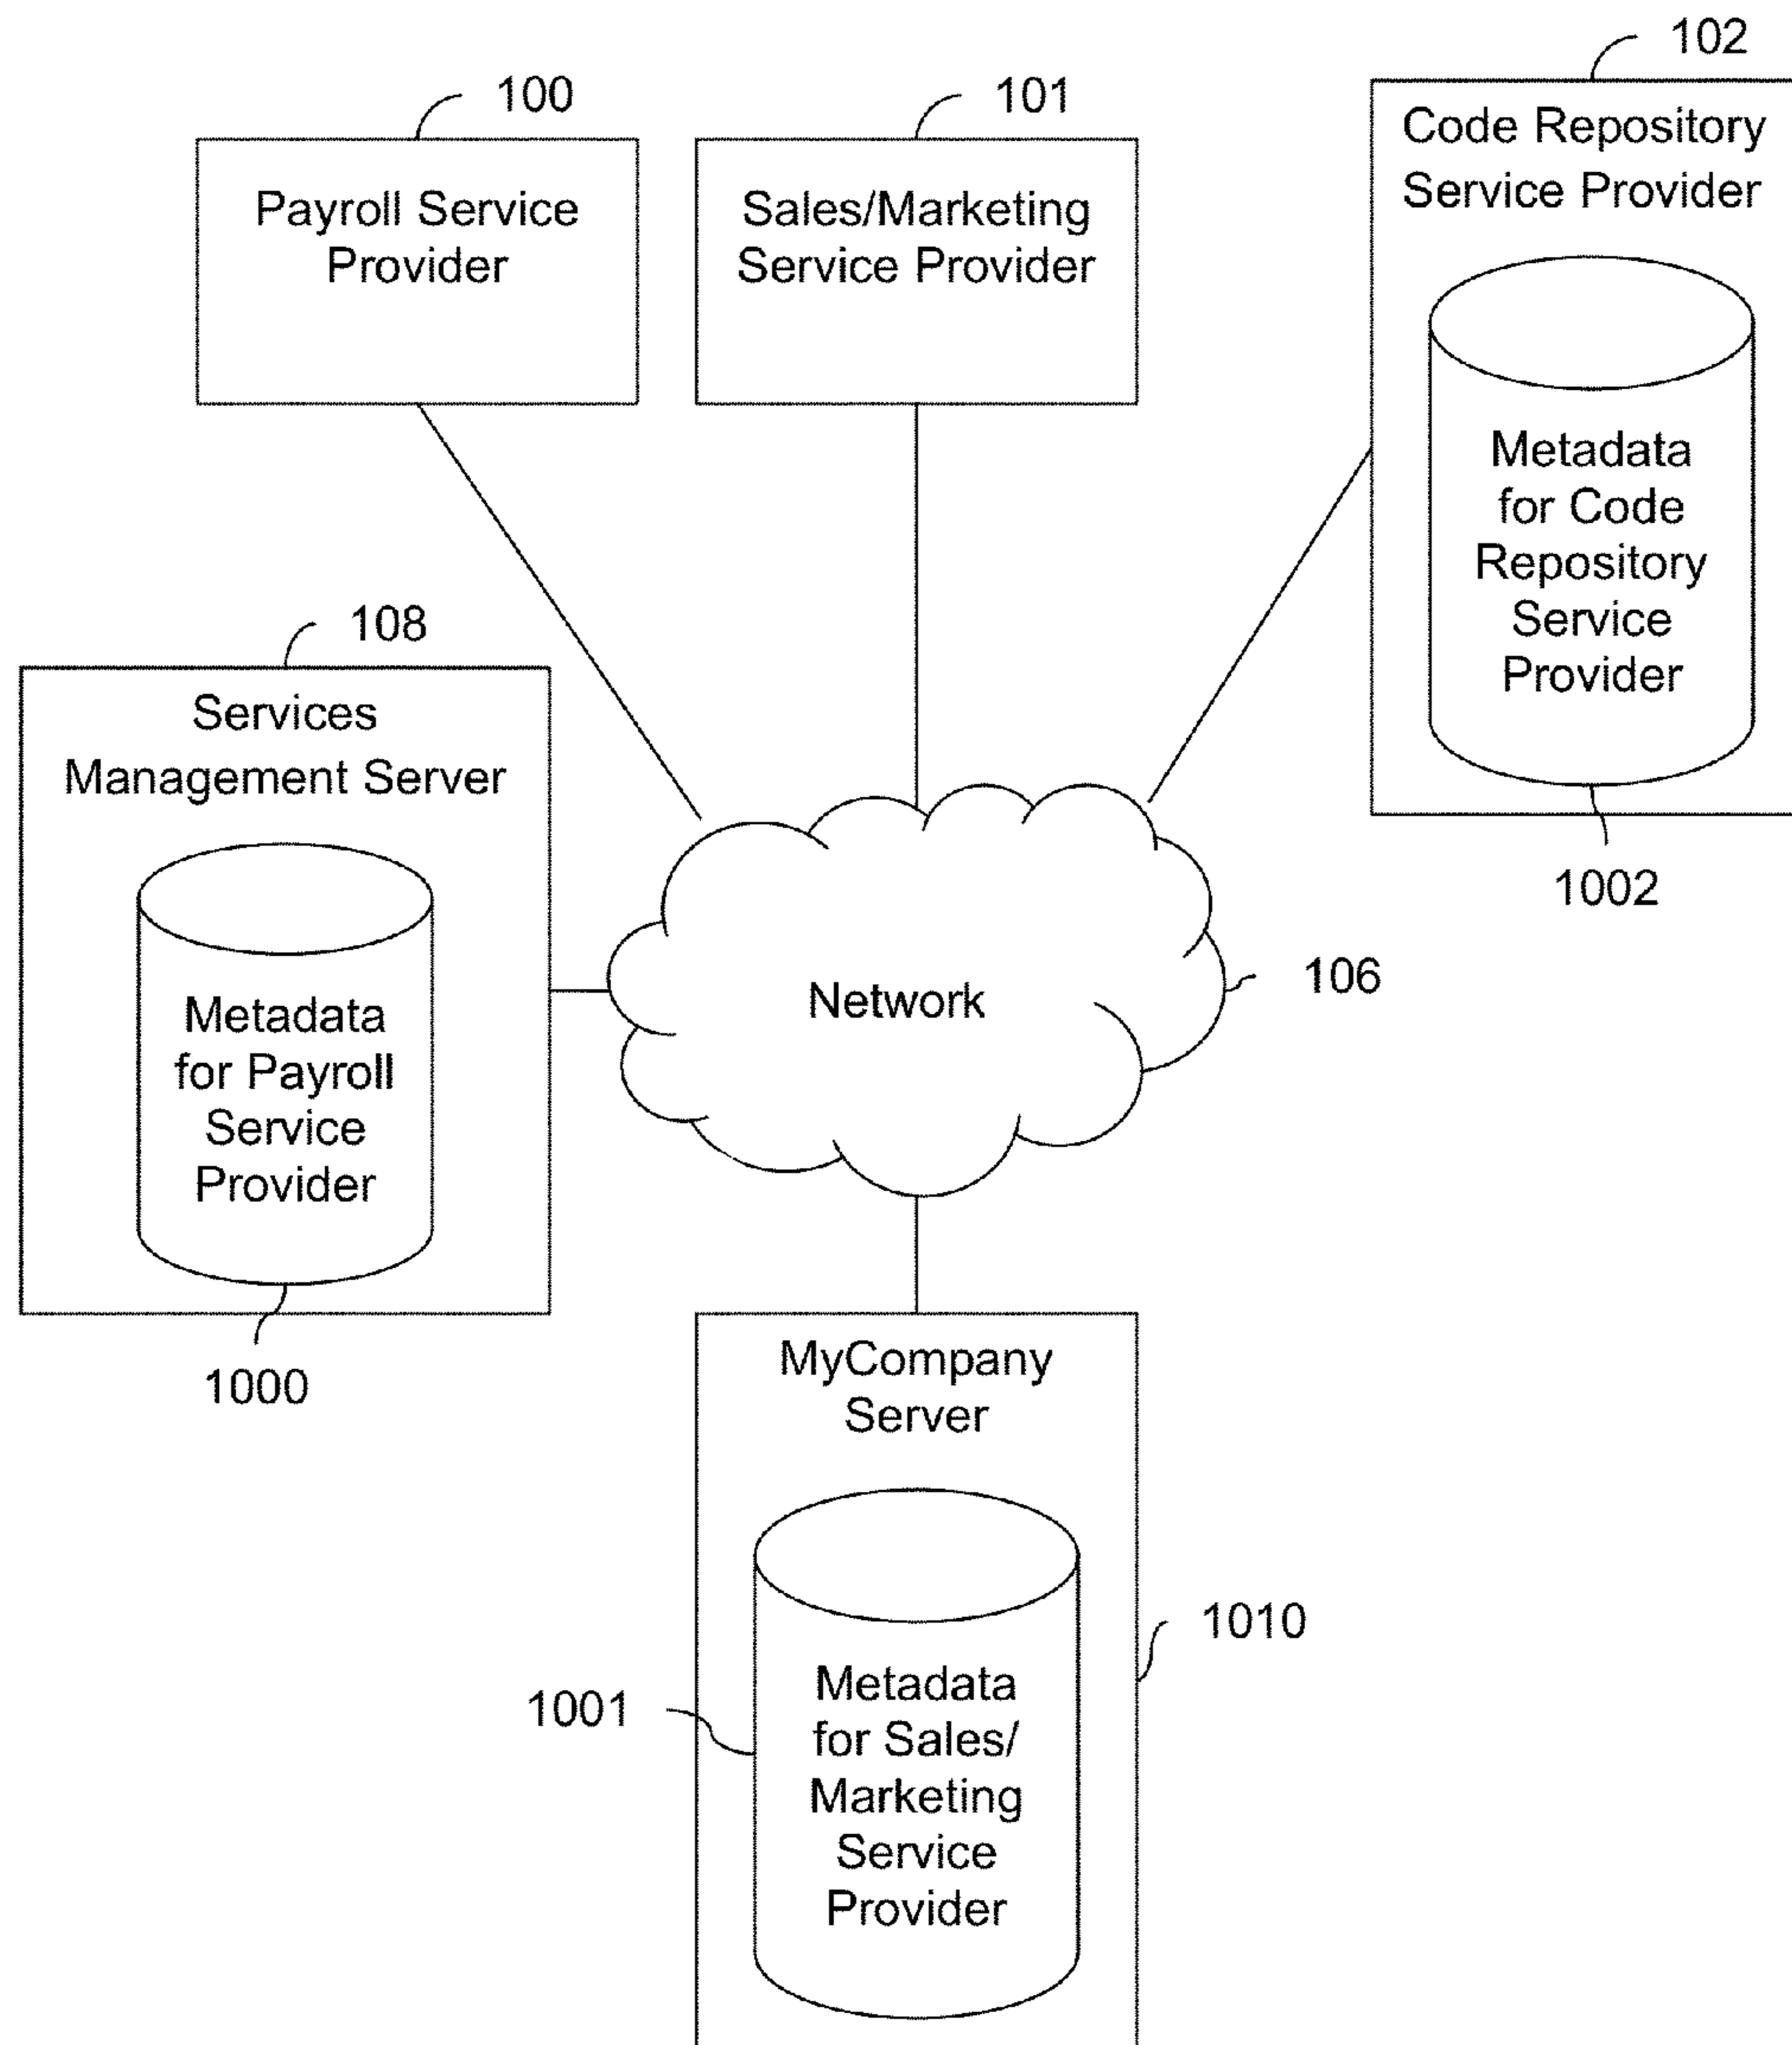 102
100
101
Code Repository
Service Provider
Payroll Service
Provider
Sales/Marketing
Service Provider
Metadata
for Code
Repository
Service
Provider
1002
108
Services
Management Server
Metadata
for Payroll
Service
Provider
1000
Network
106
MyCompany
Server
1010
1001
Metadata
for Sales/
Marketing
Service
Provider